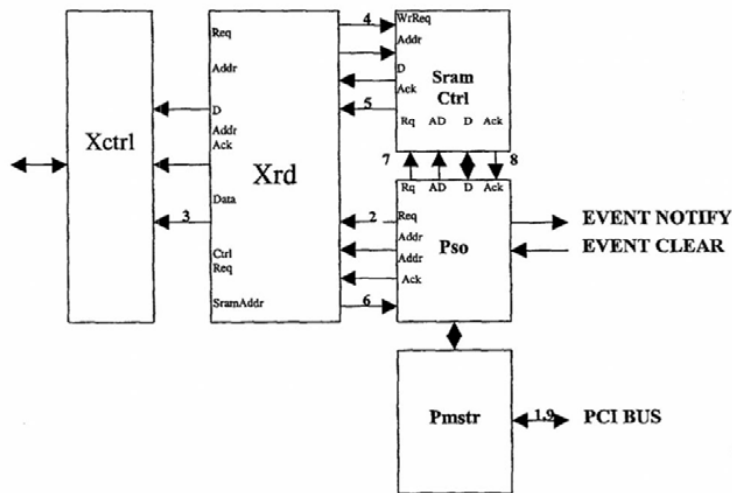 Xctrl
3
Req
Addr
D
Addr
Ack
Data
Ctrl
Req
SramAddr
Xrd
4
5
2
6
WrReq
Addr
D
Ack
Sram
Ctrl
Rq AD D Ack
7
8
Rq AD D Ack
Req
Addr
Addr
Ack
Pso
EVENT NOTIFY
EVENT CLEAR
Pmstr
1,9
PCI BUS